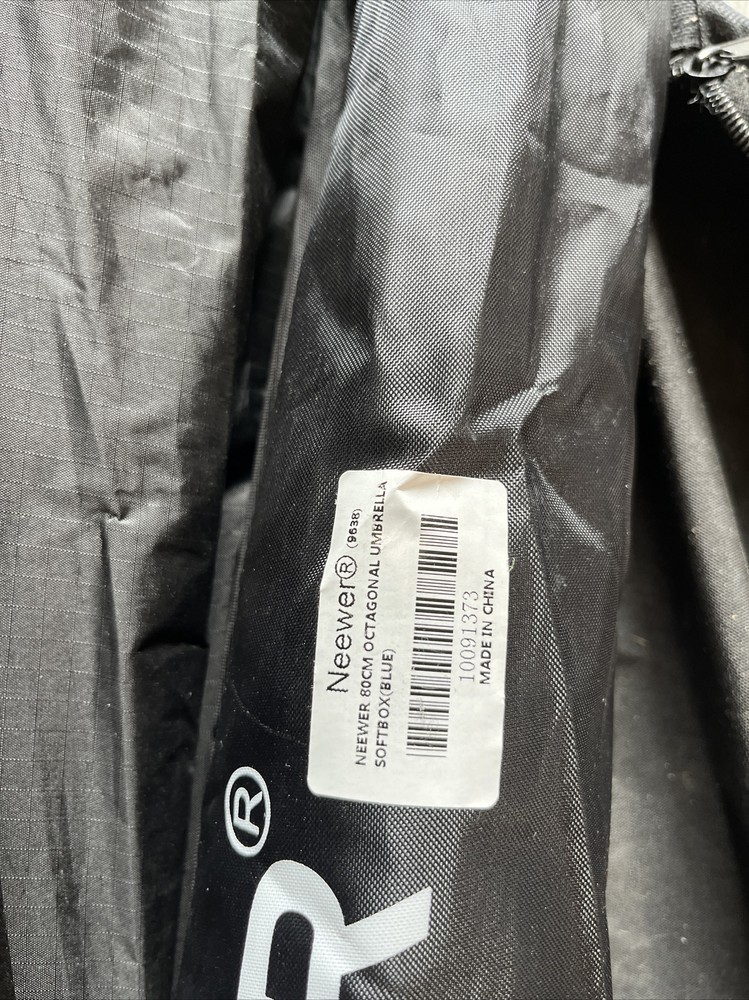 Neewer® (9638)
NEEWER 80CM OCTAGONAL UMBRELLA
SOFTBOX(BLUE)
10091373
MADE IN CHINA
R®